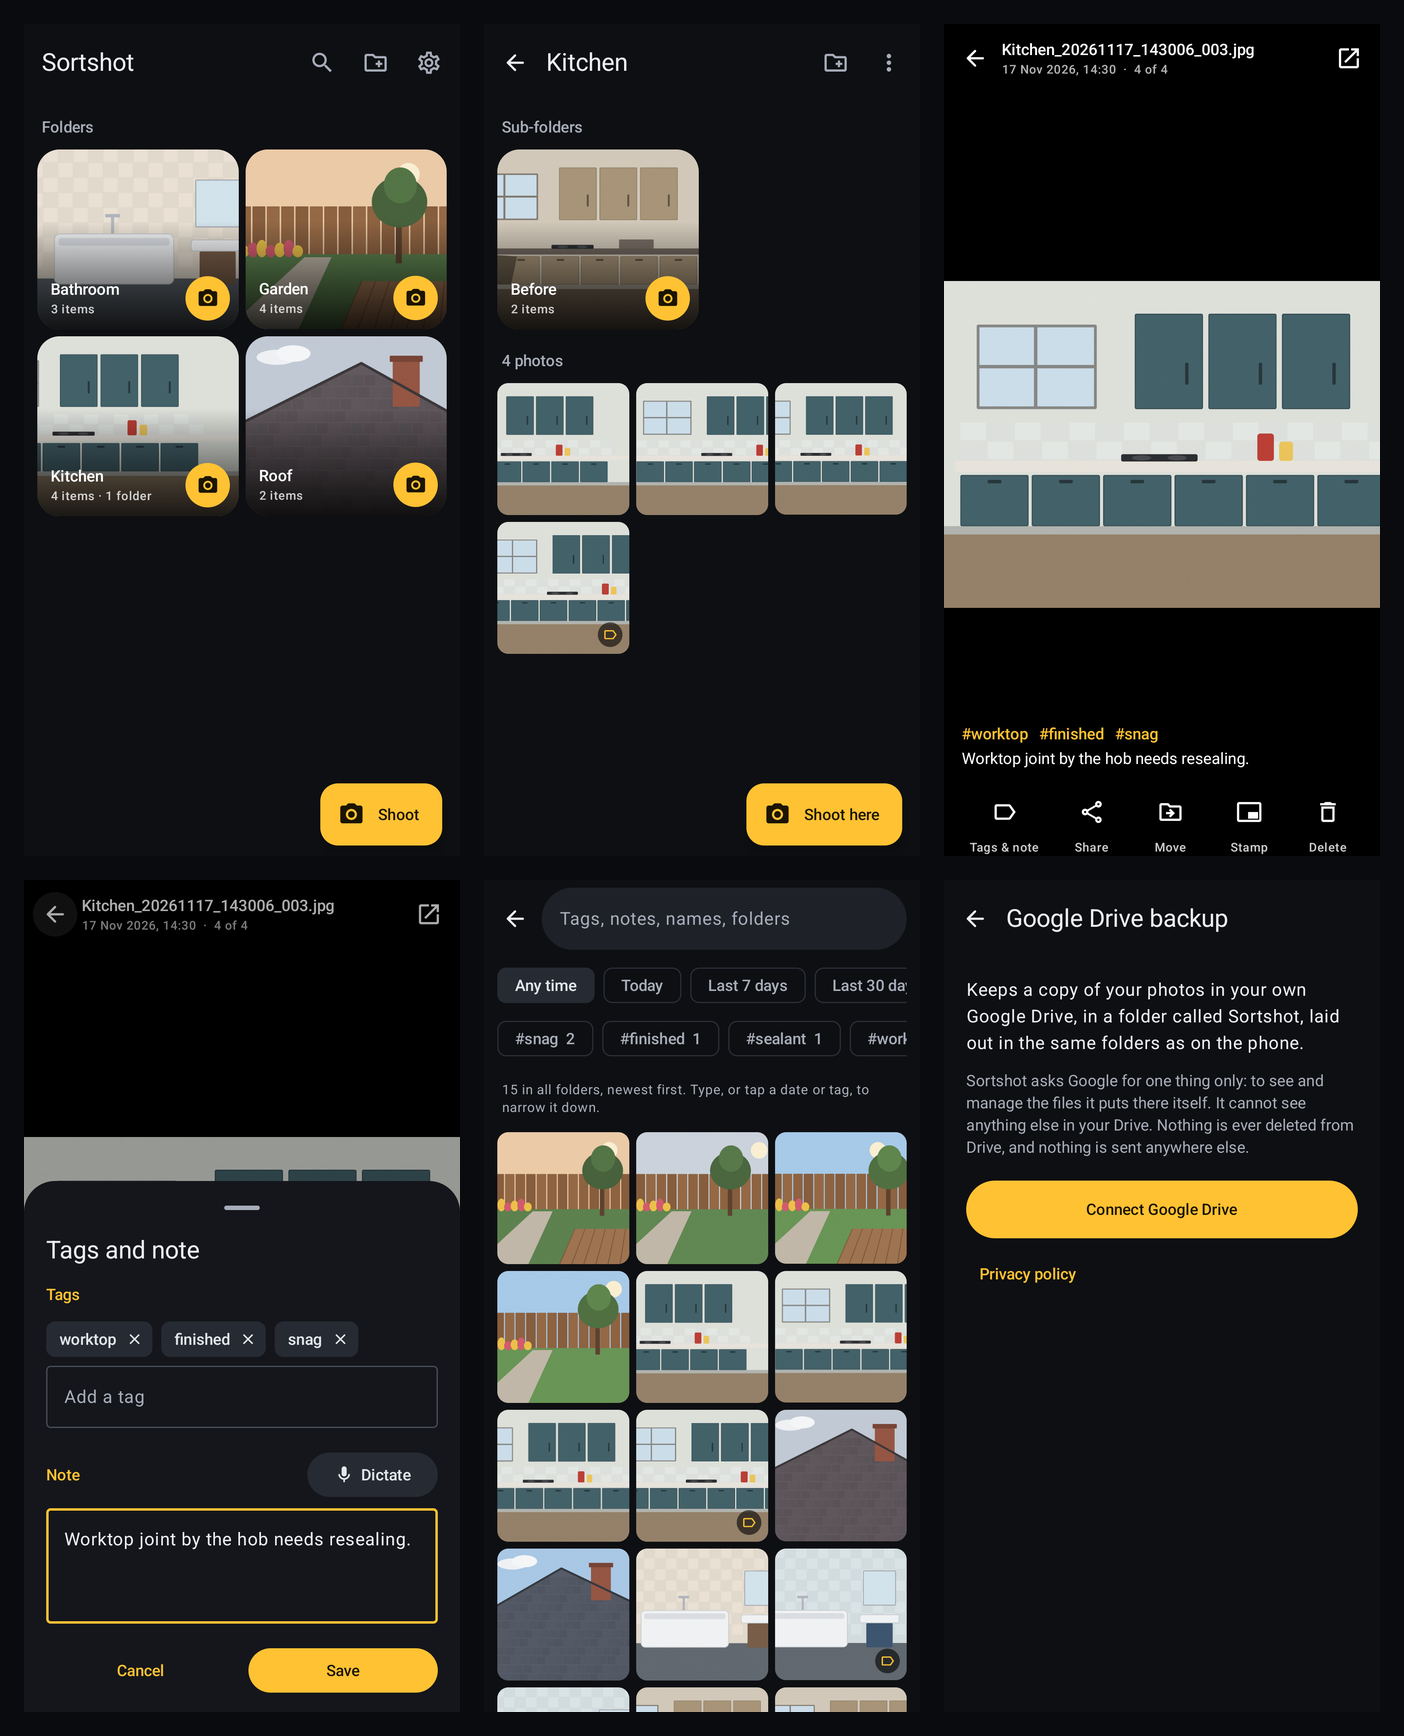 Sortshot
Folders
Bathroom
3 items
Garden
4 items
Kitchen
4 items · 1 folder
Roof
2 items
Shoot
Kitchen
Sub-folders
Before
2 items
4 photos
Shoot here
Kitchen_20261117_143006_003.jpg
17 Nov 2026, 14:30 · 4 of 4
#worktop #finished #snag
Worktop joint by the hob needs resealing.
Tags & note
Share
Move
Stamp
Delete
Kitchen_20261117_143006_003.jpg
17 Nov 2026, 14:30 · 4 of 4
Tags and note
Tags
worktop
finished
snag
Add a tag
Note
Dictate
Worktop joint by the hob needs resealing.
Cancel
Save
Tags, notes, names, folders
Any time
Today
Last 7 days
Last 30 day
#snag 2
#finished 1
#sealant 1
#work
15 in all folders, newest first. Type, or tap a date or tag, to
narrow it down.
Google Drive backup
Keeps a copy of your photos in your own
Google Drive, in a folder called Sortshot, laid
out in the same folders as on the phone.
Sortshot asks Google for one thing only: to see and
manage the files it puts there itself. It cannot see
anything else in your Drive. Nothing is ever deleted from
Drive, and nothing is sent anywhere else.
Connect Google Drive
Privacy policy